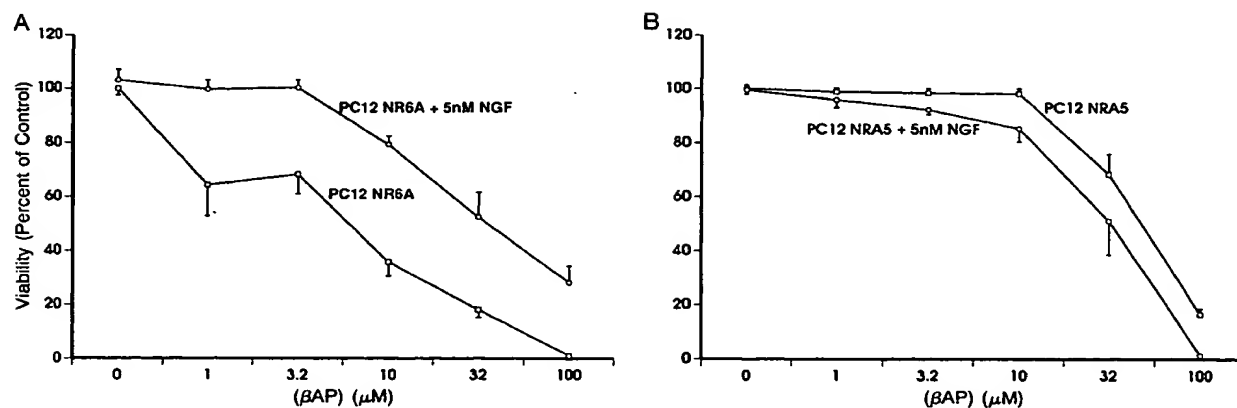 A
Viability (Percent of Control)
120
100
80
60
40
20
0
PC12 NR6A + 5nM NGF
PC12 NR6A
0 1 3.2 10 32 100
(βAP) (μM)
B
120
100
80
60
40
20
0
PC12 NRA5
PC12 NRA5 + 5nM NGF
0 1 3.2 10 32 100
(βAP) (μM)